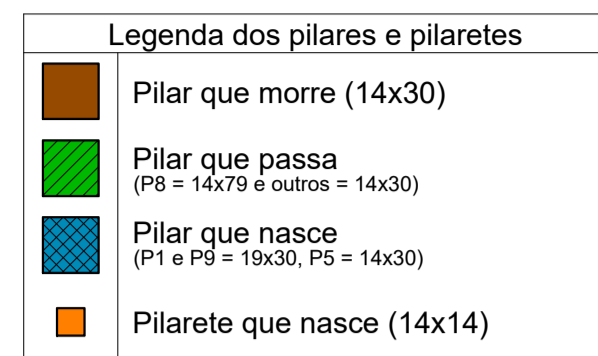 Legenda dos pilares e pilaretes
Pilar que morre (14x30)
Pilar que passa
(P8 = 14x79 e outros = 14x30)
Pilar que nasce
(P1 e P9 = 19x30, P5 = 14x30)
Pilarete que nasce (14x14)